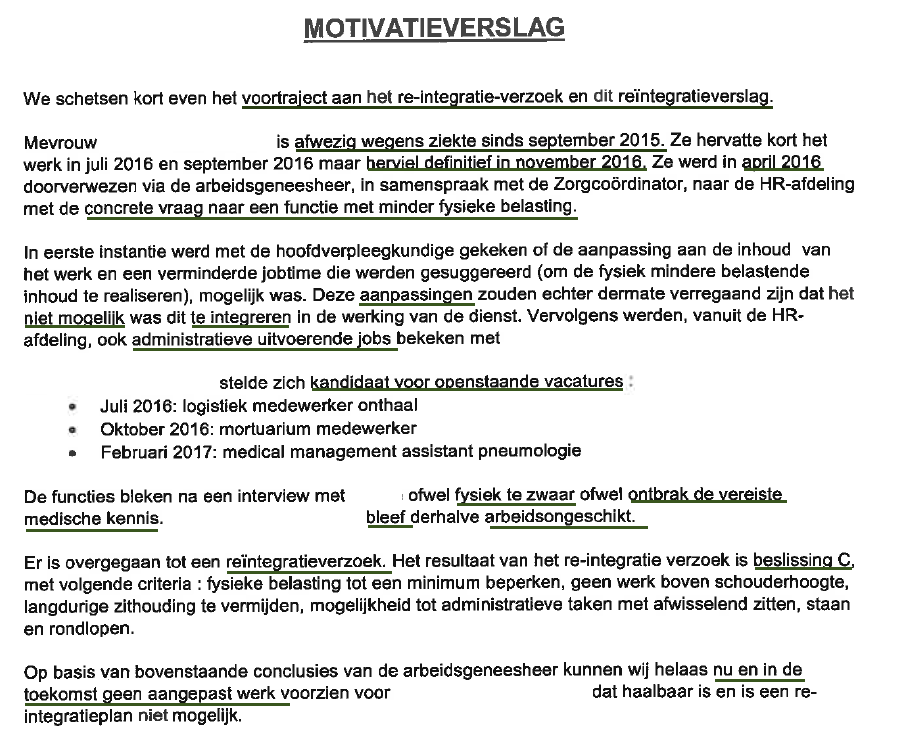 MOTIVATIEVERSLAG
We schetsen kort even het voortraject aan het re-integratie-verzoek en dit reïntegratieverslag.
Mevrouw is afwezig wegens ziekte sinds september 2015. Ze hervatte kort het
werk in juli 2016 en september 2016 maar herviel definitief in november 2016. Ze werd in april 2016
doorverwezen via de arbeidsgeneesheer, in samenspraak met de Zorgcoördinator, naar de HR-afdeling
met de concrete vraag naar een functie met minder fysieke belasting.
In eerste instantie werd met de hoofdverpleegkundige gekeken of de aanpassing aan de inhoud van
het werk en een verminderde jobtime die werden gesuggereerd (om de fysiek mindere belastende
inhoud te realiseren), mogelijk was. Deze aanpassingen zouden echter dermate verregaand zijn dat het
niet mogelijk was dit te integreren in de werking van de dienst. Vervolgens werden, vanuit de HR-
afdeling, ook administratieve uitvoerende jobs bekeken met
stelde zich kandidaat voor openstaande vacatures :
• Juli 2016: logistiek medewerker onthaal
• Oktober 2016: mortuarium medewerker
• Februari 2017: medical management assistant pneumologie
De functies bleken na een interview met ofwel fysiek te zwaar ofwel ontbrak de vereiste
medische kennis. bleef derhalve arbeidsongeschikt.
Er is overgegaan tot een reïntegratieverzoek. Het resultaat van het re-integratie verzoek is beslissing C,
met volgende criteria : fysieke belasting tot een minimum beperken, geen werk boven schouderhoogte,
langdurige zithouding te vermijden, mogelijkheid tot administratieve taken met afwisselend zitten, staan
en rondlopen.
Op basis van bovenstaande conclusies van de arbeidsgeneesheer kunnen wij helaas nu en in de
toekomst geen aangepast werk voorzien voor dat haalbaar is en is een re-
integratieplan niet mogelijk.